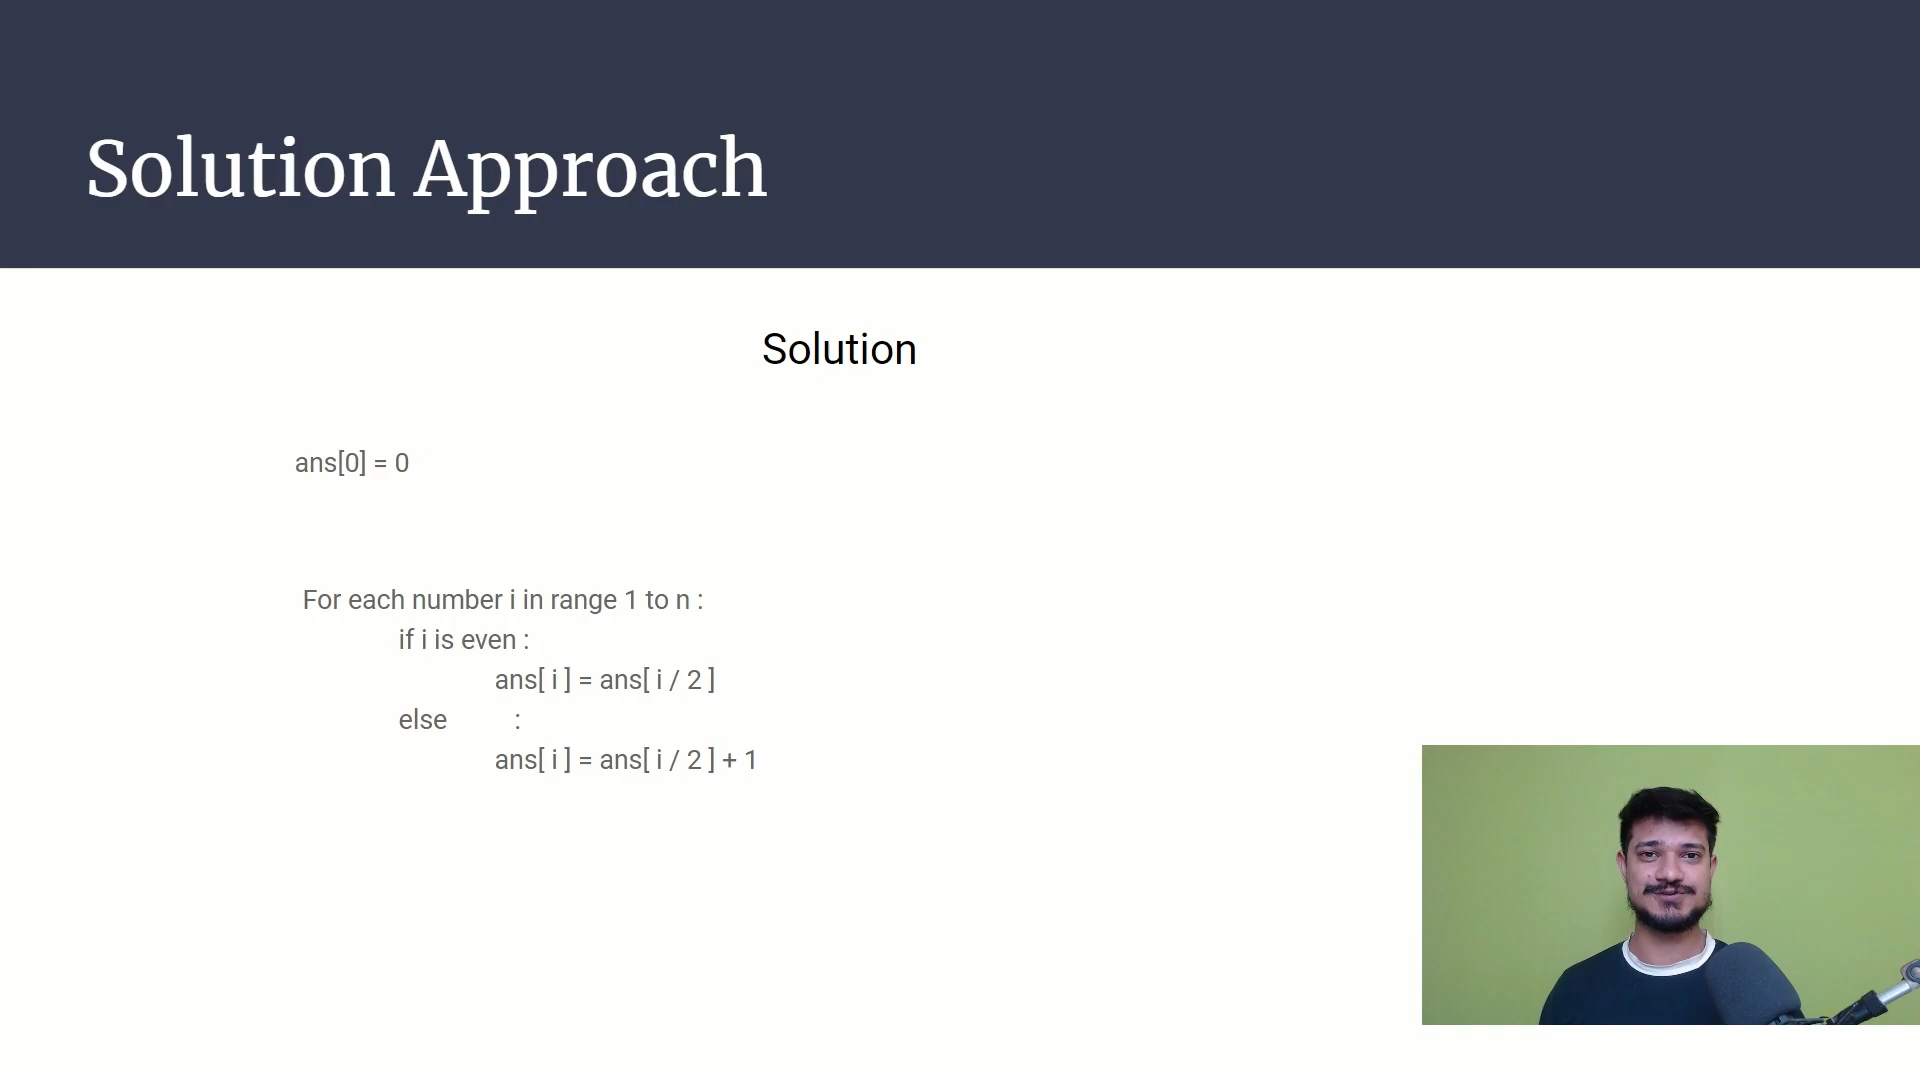 Solution Approach
Solution
ans[0] = 0
For each number i in range 1 to n :
if i is even :
ans[ i ] = ans[ i / 2 ]
else :
ans[ i ] = ans[ i / 2 ] + 1